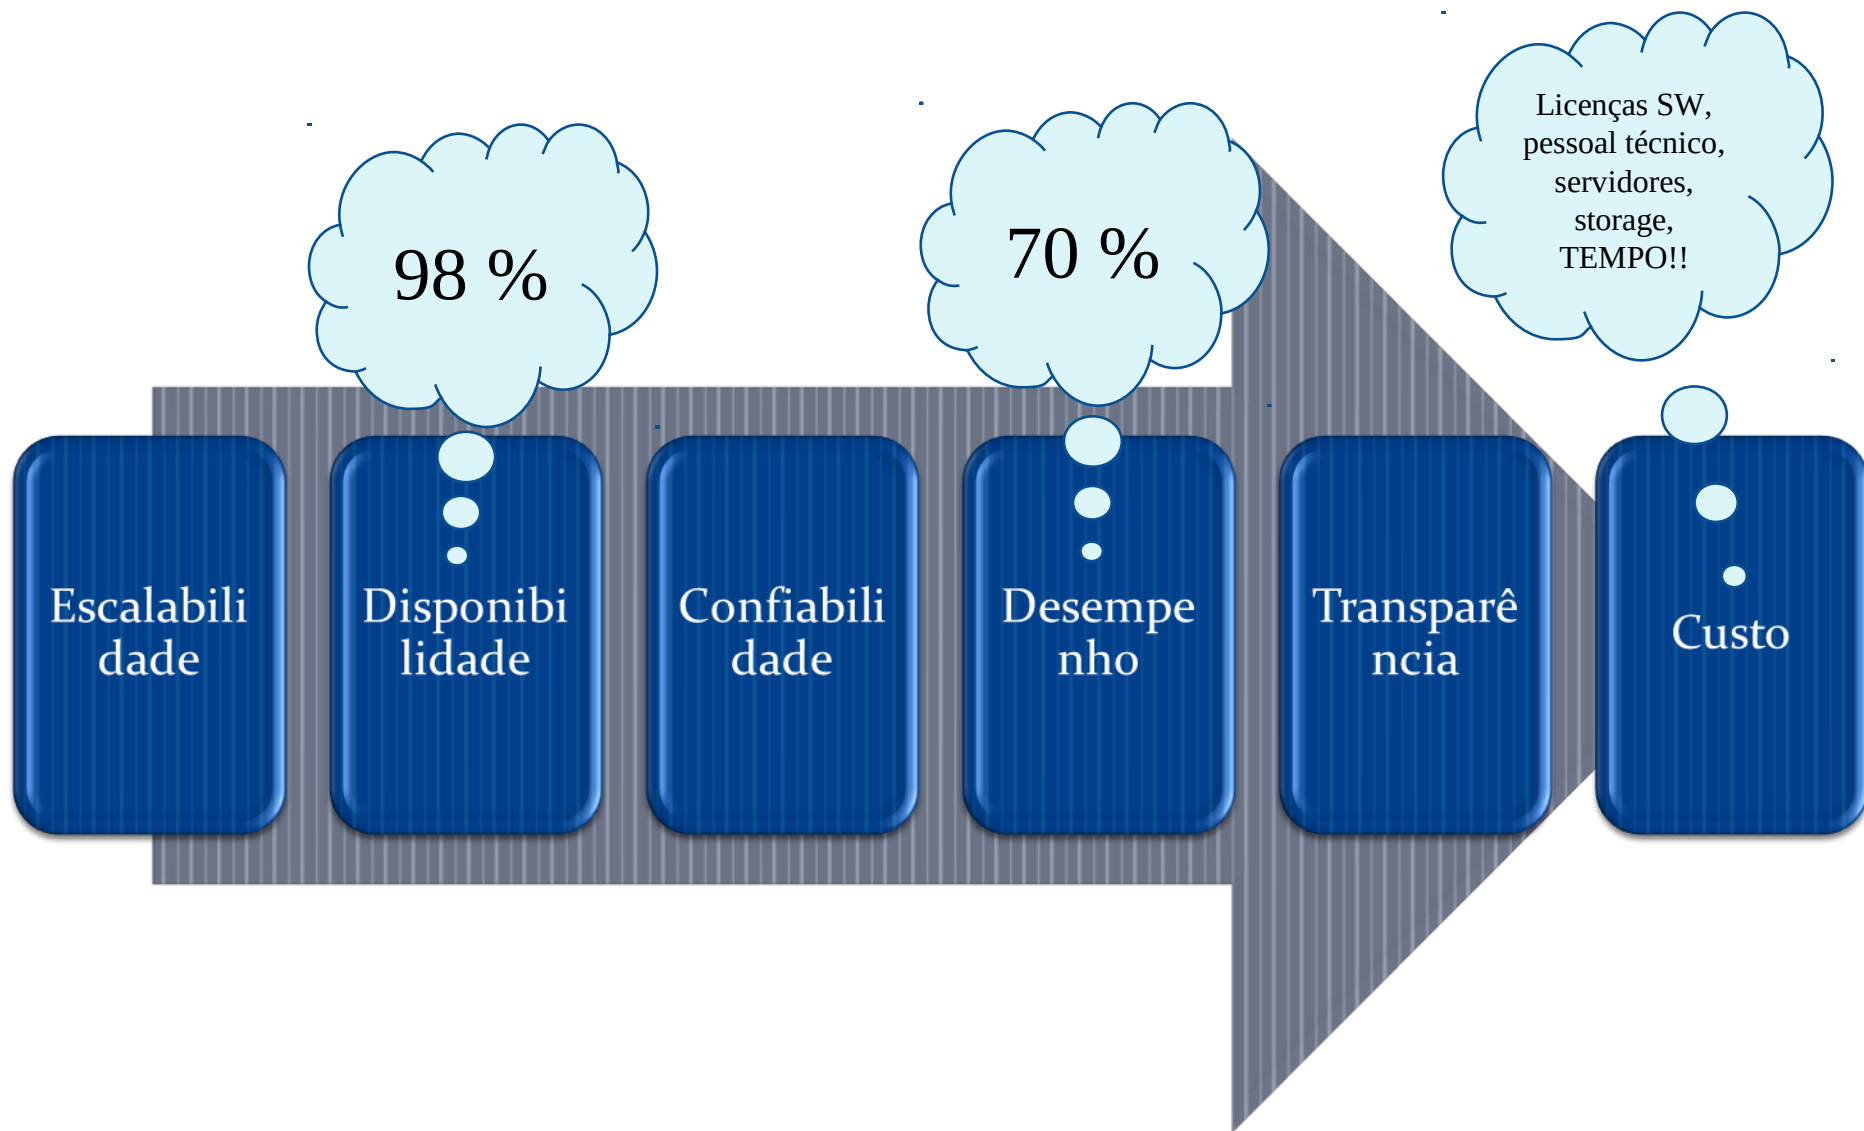 98 %
70 %
Licenças SW,
pessoal técnico,
servidores,
storage,
TEMPO!!
Escalabili
dade
Disponibi
lidade
Confiabili
dade
Desempe
nho
Transparê
ncia
Custo